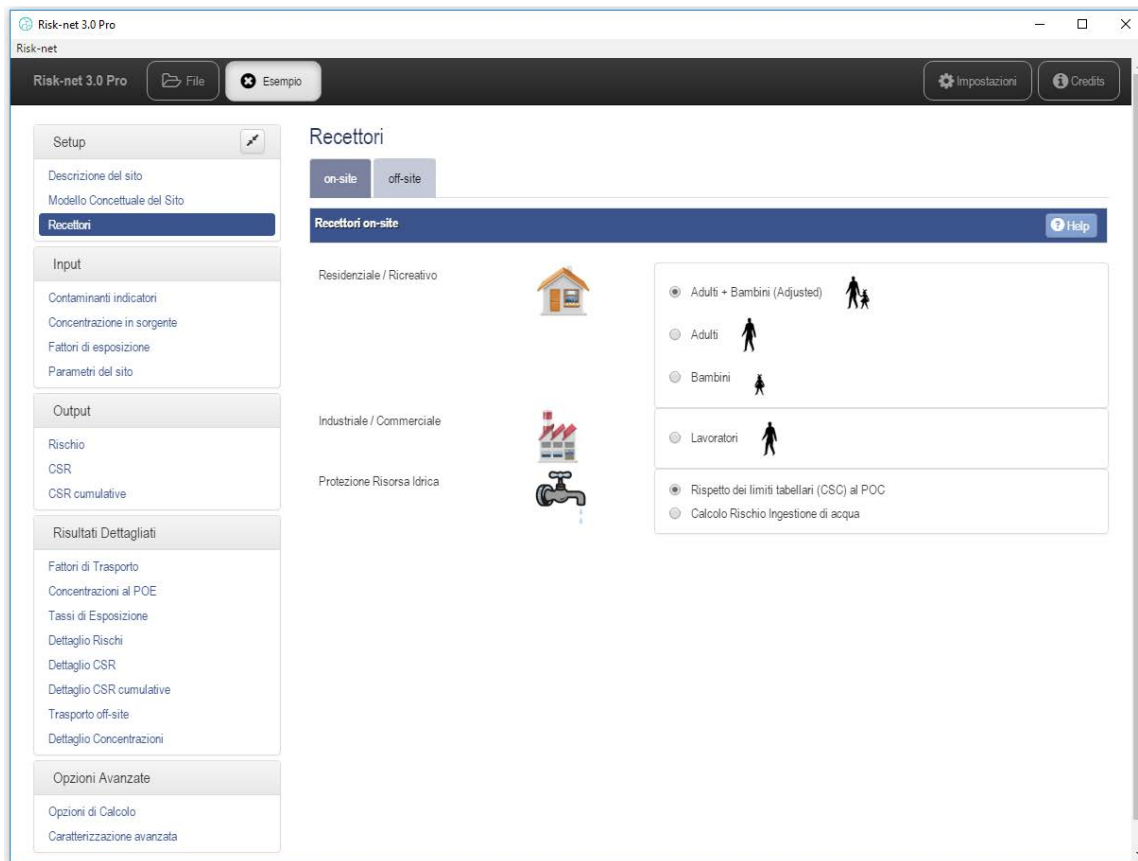 Risk-net 3.0 Pro
Risk-net
Risk-net 3.0 Pro File Esempio Impostazioni Credits
Setup
Descrizione del sito
Modello Concettuale del Sito
Recettori
Input
Contaminanti indicatori
Concentrazione in sorgente
Fattori di esposizione
Parametri del sito
Output
Rischio
CSR
CSR cumulative
Risultati Dettagliati
Fattori di Trasporto
Concentrazioni al POE
Tassi di Esposizione
Dettaglio Rischi
Dettaglio CSR
Dettaglio CSR cumulative
Trasporto off-site
Dettaglio Concentrazioni
Opzioni Avanzate
Opzioni di Calcolo
Caratterizzazione avanzata
Recettori
on-site off-site
Recettori on-site Help
Residenziale / Ricreativo
Adulti + Bambini (Adjusted)
Adulti
Bambini
Industriale / Commerciale
Lavoratori
Protezione Risorsa Idrica
Rispetto dei limiti tabellari (CSC) al POC
Calcolo Rischio Ingestione di acqua